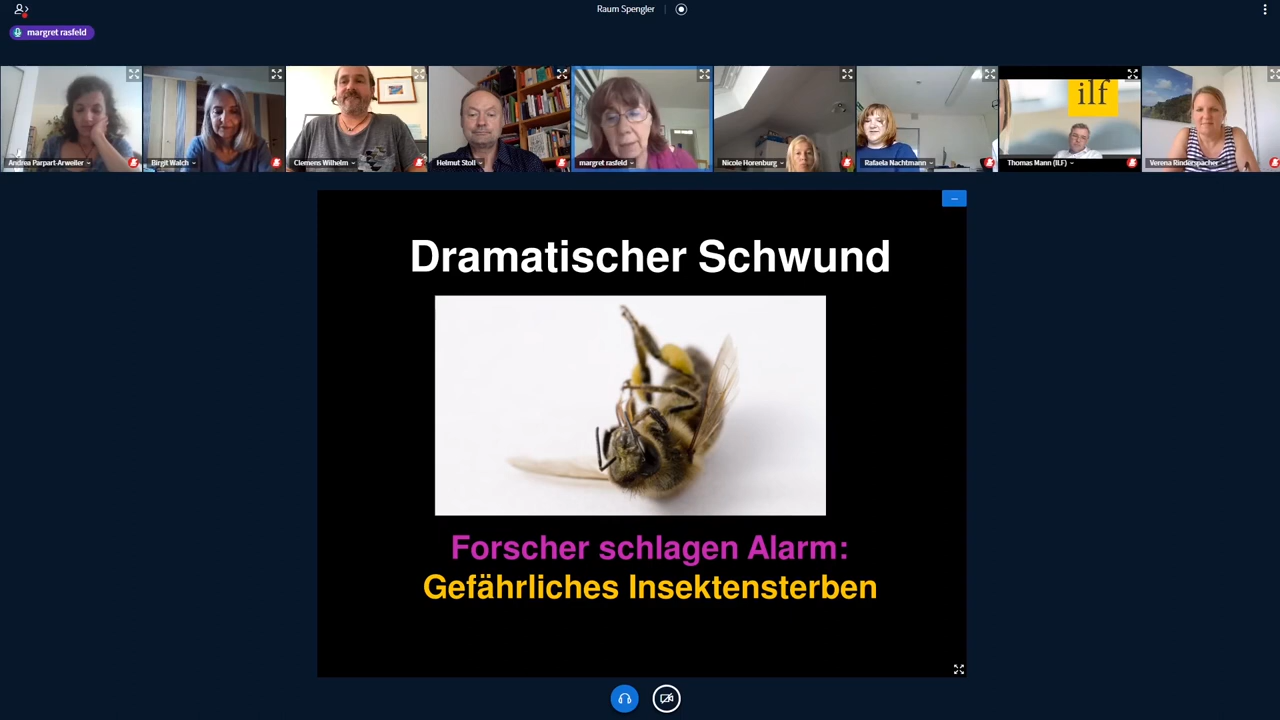 Raum Spengler
margret rasfeld
ilf
Andrea Parpart-Arweiler
Birgit Walch
Clemens Wilhelm
Helmut Stoll
margret rasfeld
Nicole Horenburg
Rafaela Nachtmann
Thomas Mann (ILF)
Verena Rinderspacher
Dramatischer Schwund
Forscher schlagen Alarm:
Gefährliches Insektensterben